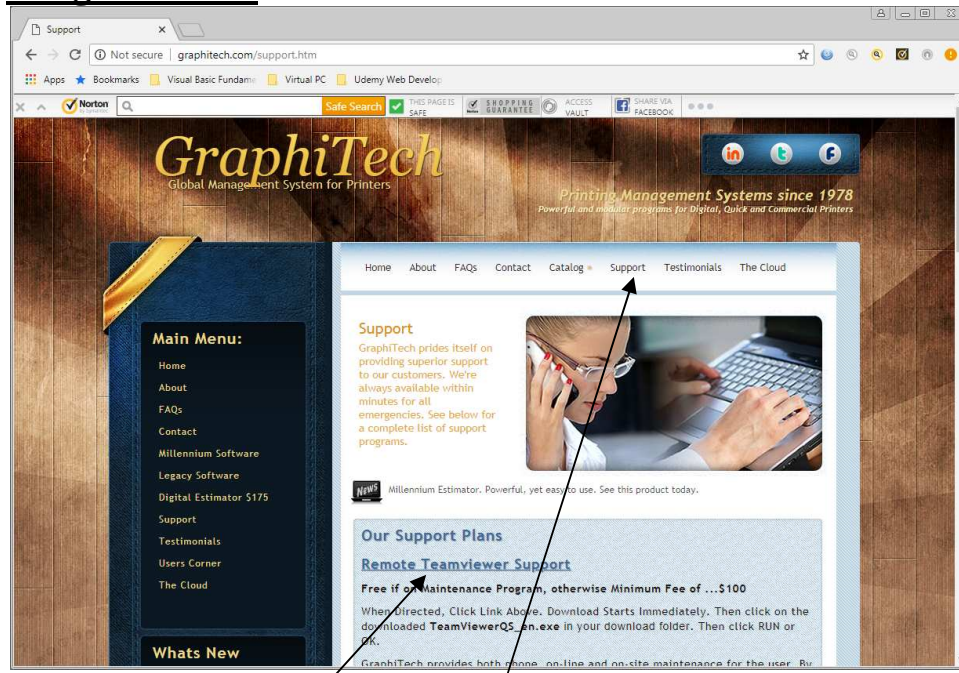 Support
Not secure | graphitech.com/support.htm
Apps Bookmarks Visual Basic Fundame Virtual PC Udemy Web Develop
Norton by Symantec Safe Search THIS PAGE IS SAFE SHOPPING GUARANTEE ACCESS VAULT SHARE VIA FACEBOOK
GraphiTech
Global Management System for Printers
in t f
Printing Management Systems since 1978
Powerful and modular programs for Digital, Quick and Commercial Printers
Home About FAQs Contact Catalog Support Testimonials The Cloud
Main Menu:
Home
About
FAQs
Contact
Millennium Software
Legacy Software
Digital Estimator $175
Support
Testimonials
Users Corner
The Cloud
Whats New
Support
GraphiTech prides itself on
providing superior support
to our customers. We're
always available within
minutes for all
emergencies. See below for
a complete list of support
programs.
NEWS Millennium Estimator. Powerful, yet easy to use. See this product today.
Our Support Plans
Remote Teamviewer Support
Free if on Maintenance Program, otherwise Minimum Fee of ...$100
When Directed, Click Link Above. Download Starts Immediately. Then click on the
downloaded TeamViewerQS_en.exe in your download folder. Then click RUN or
OK.
GraphiTech provides both phone, on-line and on-site maintenance for the user. By